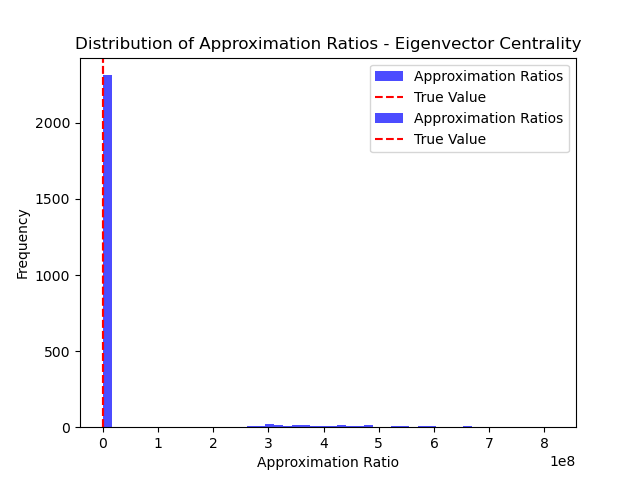 Distribution of Approximation Ratios - Eigenvector Centrality
Approximation Ratios
True Value
Approximation Ratios
True Value
Frequency
2000
1500
1000
500
0
0 1 2 3 4 5 6 7 8
1e8
Approximation Ratio